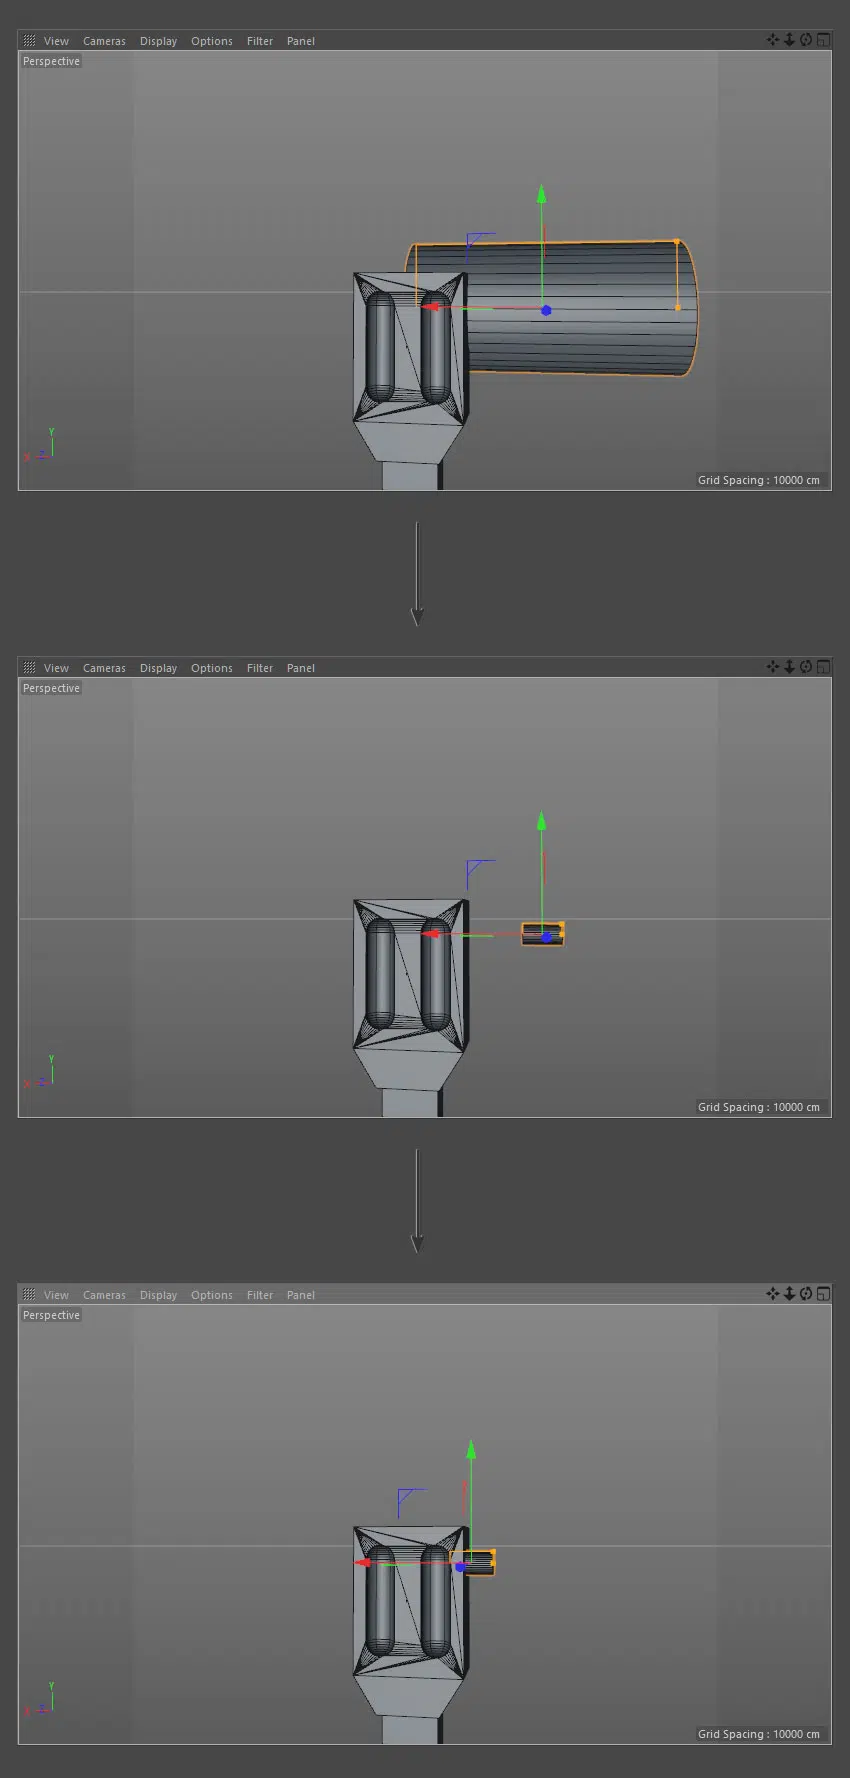 View Cameras Display Options Filter Panel
Perspective
Y
X Z
Grid Spacing : 10000 cm
View Cameras Display Options Filter Panel
Perspective
Y
X Z
Grid Spacing : 10000 cm
View Cameras Display Options Filter Panel
Perspective
Y
X Z
Grid Spacing : 10000 cm